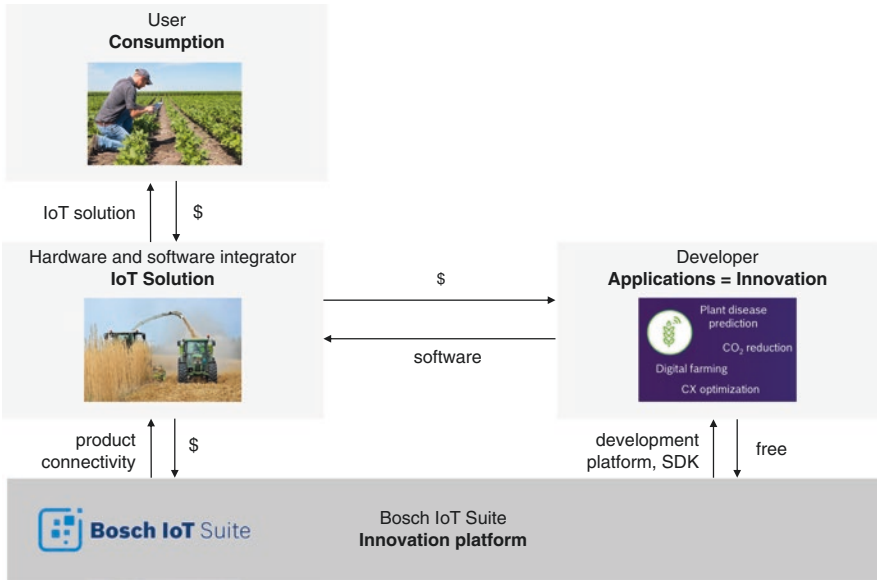 User
Consumption
IoT solution
$
Hardware and software integrator
IoT Solution
$
software
Developer
Applications = Innovation
Plant disease
prediction
CO₂ reduction
Digital farming
CX optimization
product
connectivity
$
development
platform, SDK
free
Bosch IoT Suite
Bosch IoT Suite
Innovation platform